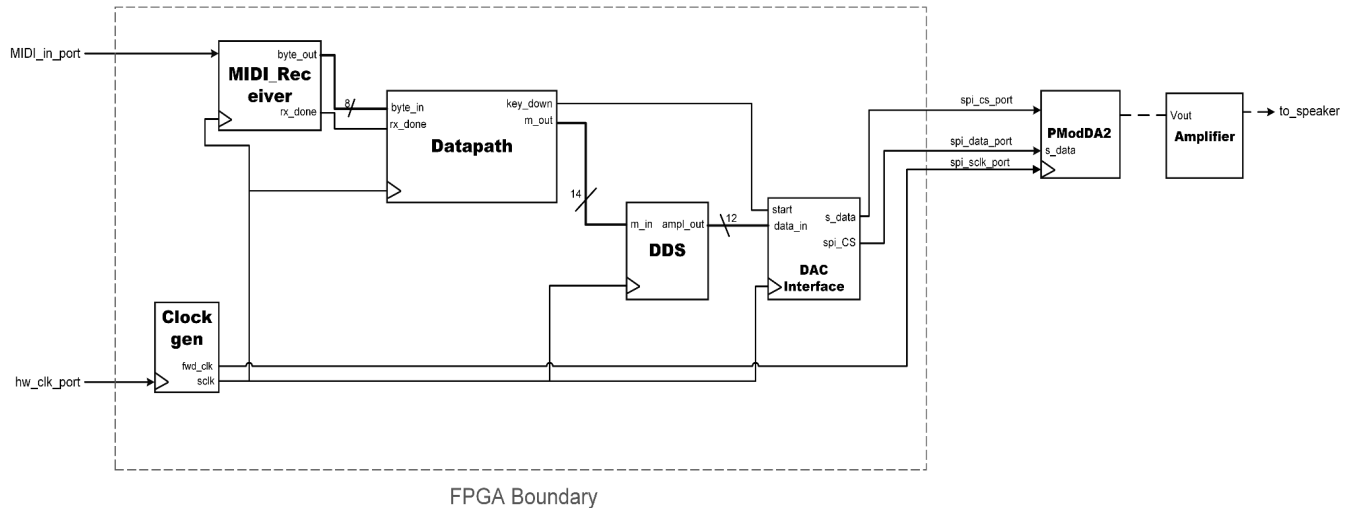 MIDI_in_port
byte_out
MIDI_Rec
eiver
rx_done
8
byte_in
rx_done
Datapath
key_down
m_out
14
m_in
ampl_out
DDS
12
start
data_in
s_data
spi_CS
DAC
Interface
spi_cs_port
spi_data_port
spi_sclk_port
PModDA2
s_data
Vout
Amplifier
to_speaker
Clock
gen
fwd_clk
sclk
hw_clk_port
FPGA Boundary